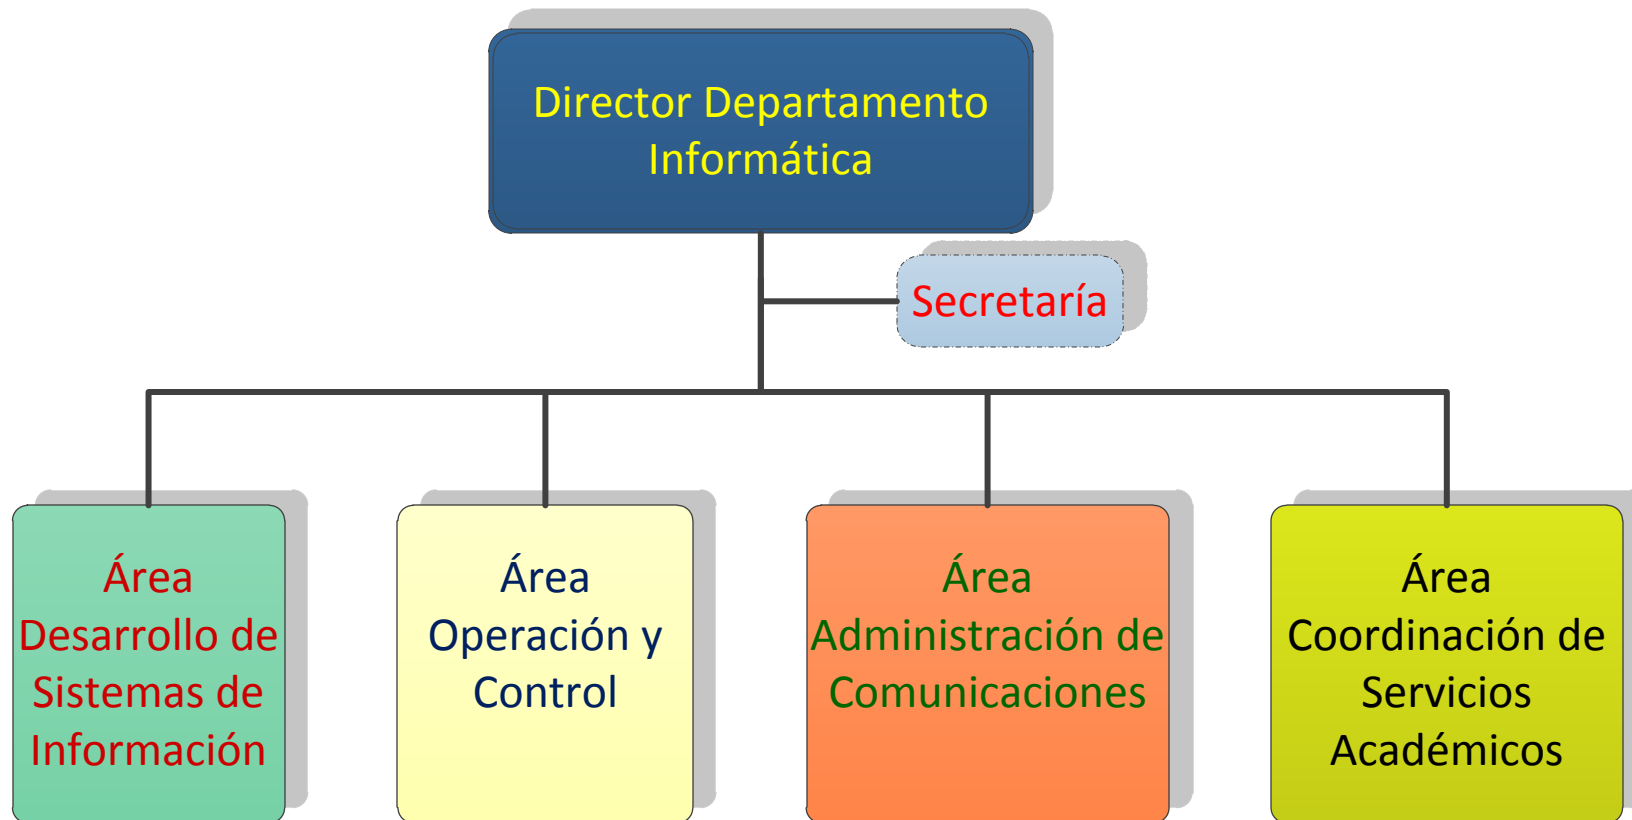 Director Departamento
Informática
Secretaría
Área
Desarrollo de
Sistemas de
Información
Área
Operación y
Control
Área
Administración de
Comunicaciones
Área
Coordinación de
Servicios
Académicos